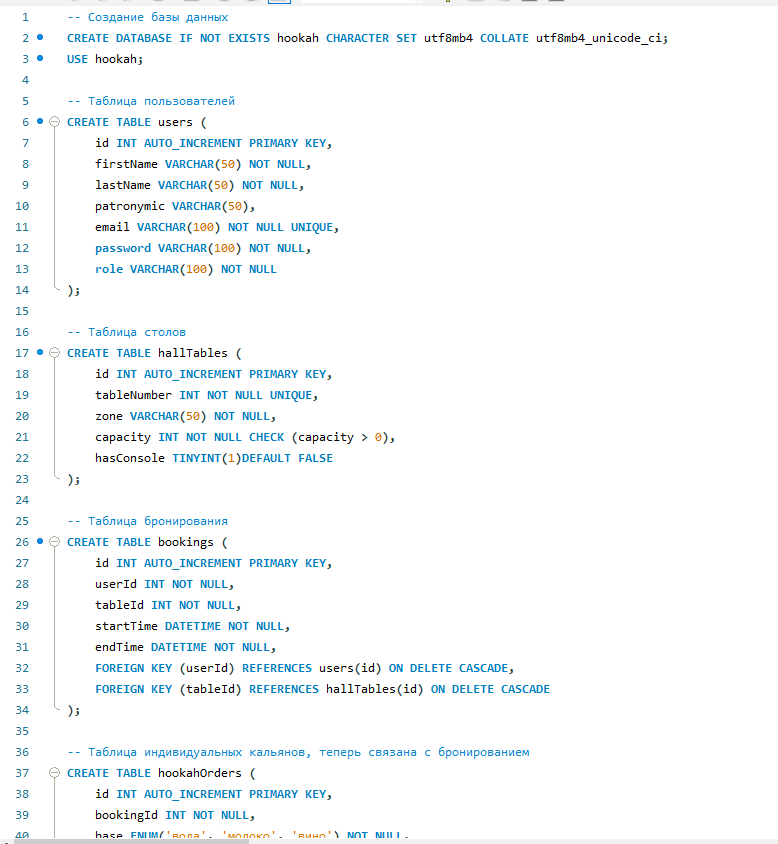 1 -- Создание базы данных
2 CREATE DATABASE IF NOT EXISTS hookah CHARACTER SET utf8mb4 COLLATE utf8mb4_unicode_ci;
3 USE hookah;
4
5 -- Таблица пользователей
6 CREATE TABLE users (
7 id INT AUTO_INCREMENT PRIMARY KEY,
8 firstName VARCHAR(50) NOT NULL,
9 lastName VARCHAR(50) NOT NULL,
10 patronymic VARCHAR(50),
11 email VARCHAR(100) NOT NULL UNIQUE,
12 password VARCHAR(100) NOT NULL,
13 role VARCHAR(100) NOT NULL
14 );
15
16 -- Таблица столов
17 CREATE TABLE hallTables (
18 id INT AUTO_INCREMENT PRIMARY KEY,
19 tableNumber INT NOT NULL UNIQUE,
20 zone VARCHAR(50) NOT NULL,
21 capacity INT NOT NULL CHECK (capacity > 0),
22 hasConsole TINYINT(1)DEFAULT FALSE
23 );
24
25 -- Таблица бронирования
26 CREATE TABLE bookings (
27 id INT AUTO_INCREMENT PRIMARY KEY,
28 userId INT NOT NULL,
29 tableId INT NOT NULL,
30 startTime DATETIME NOT NULL,
31 endTime DATETIME NOT NULL,
32 FOREIGN KEY (userId) REFERENCES users(id) ON DELETE CASCADE,
33 FOREIGN KEY (tableId) REFERENCES hallTables(id) ON DELETE CASCADE
34 );
35
36 -- Таблица индивидуальных кальянов, теперь связана с бронированием
37 CREATE TABLE hookahOrders (
38 id INT AUTO_INCREMENT PRIMARY KEY,
39 bookingId INT NOT NULL,
40 base ENUM('вода', 'молоко', 'вино') NOT NULL,